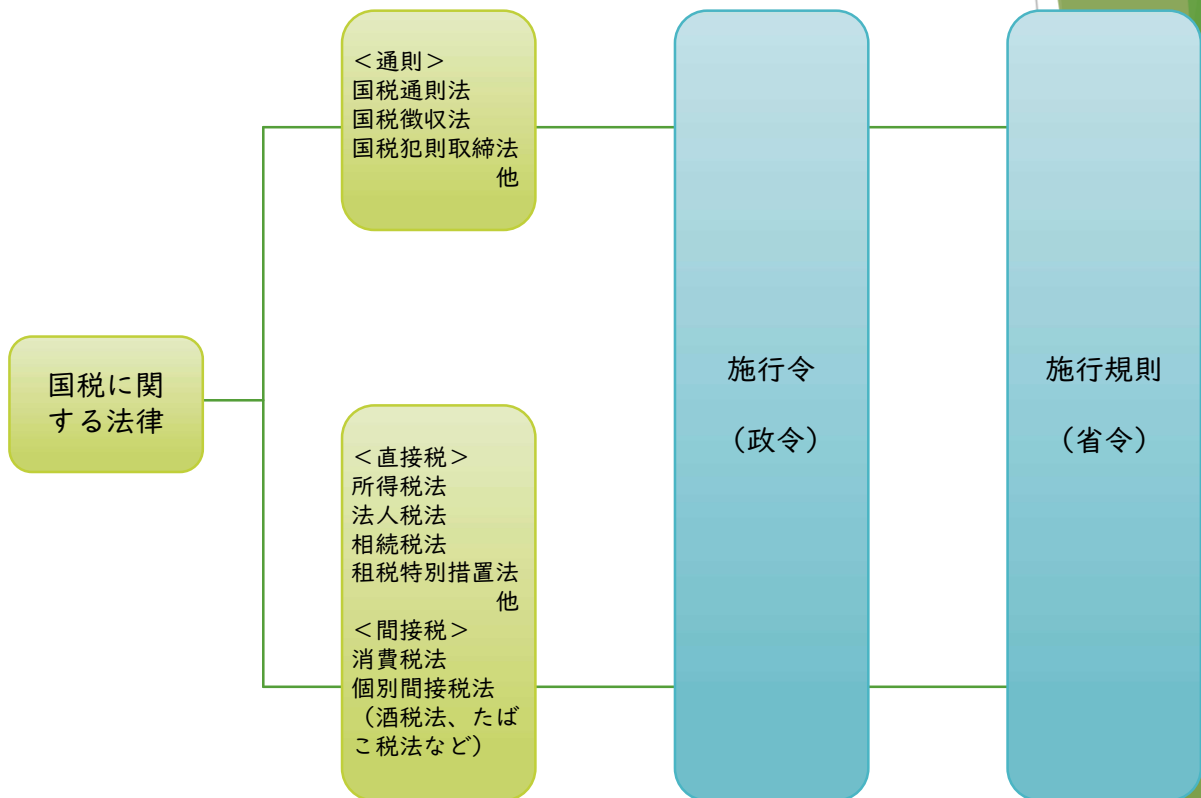 国税に関
する法律
＜通則＞
国税通則法
国税徴収法
国税犯則取締法
他
＜直接税＞
所得税法
法人税法
相続税法
租税特別措置法
他
＜間接税＞
消費税法
個別間接税法
（酒税法、たば
こ税法など）
施行令
（政令）
施行規則
（省令）